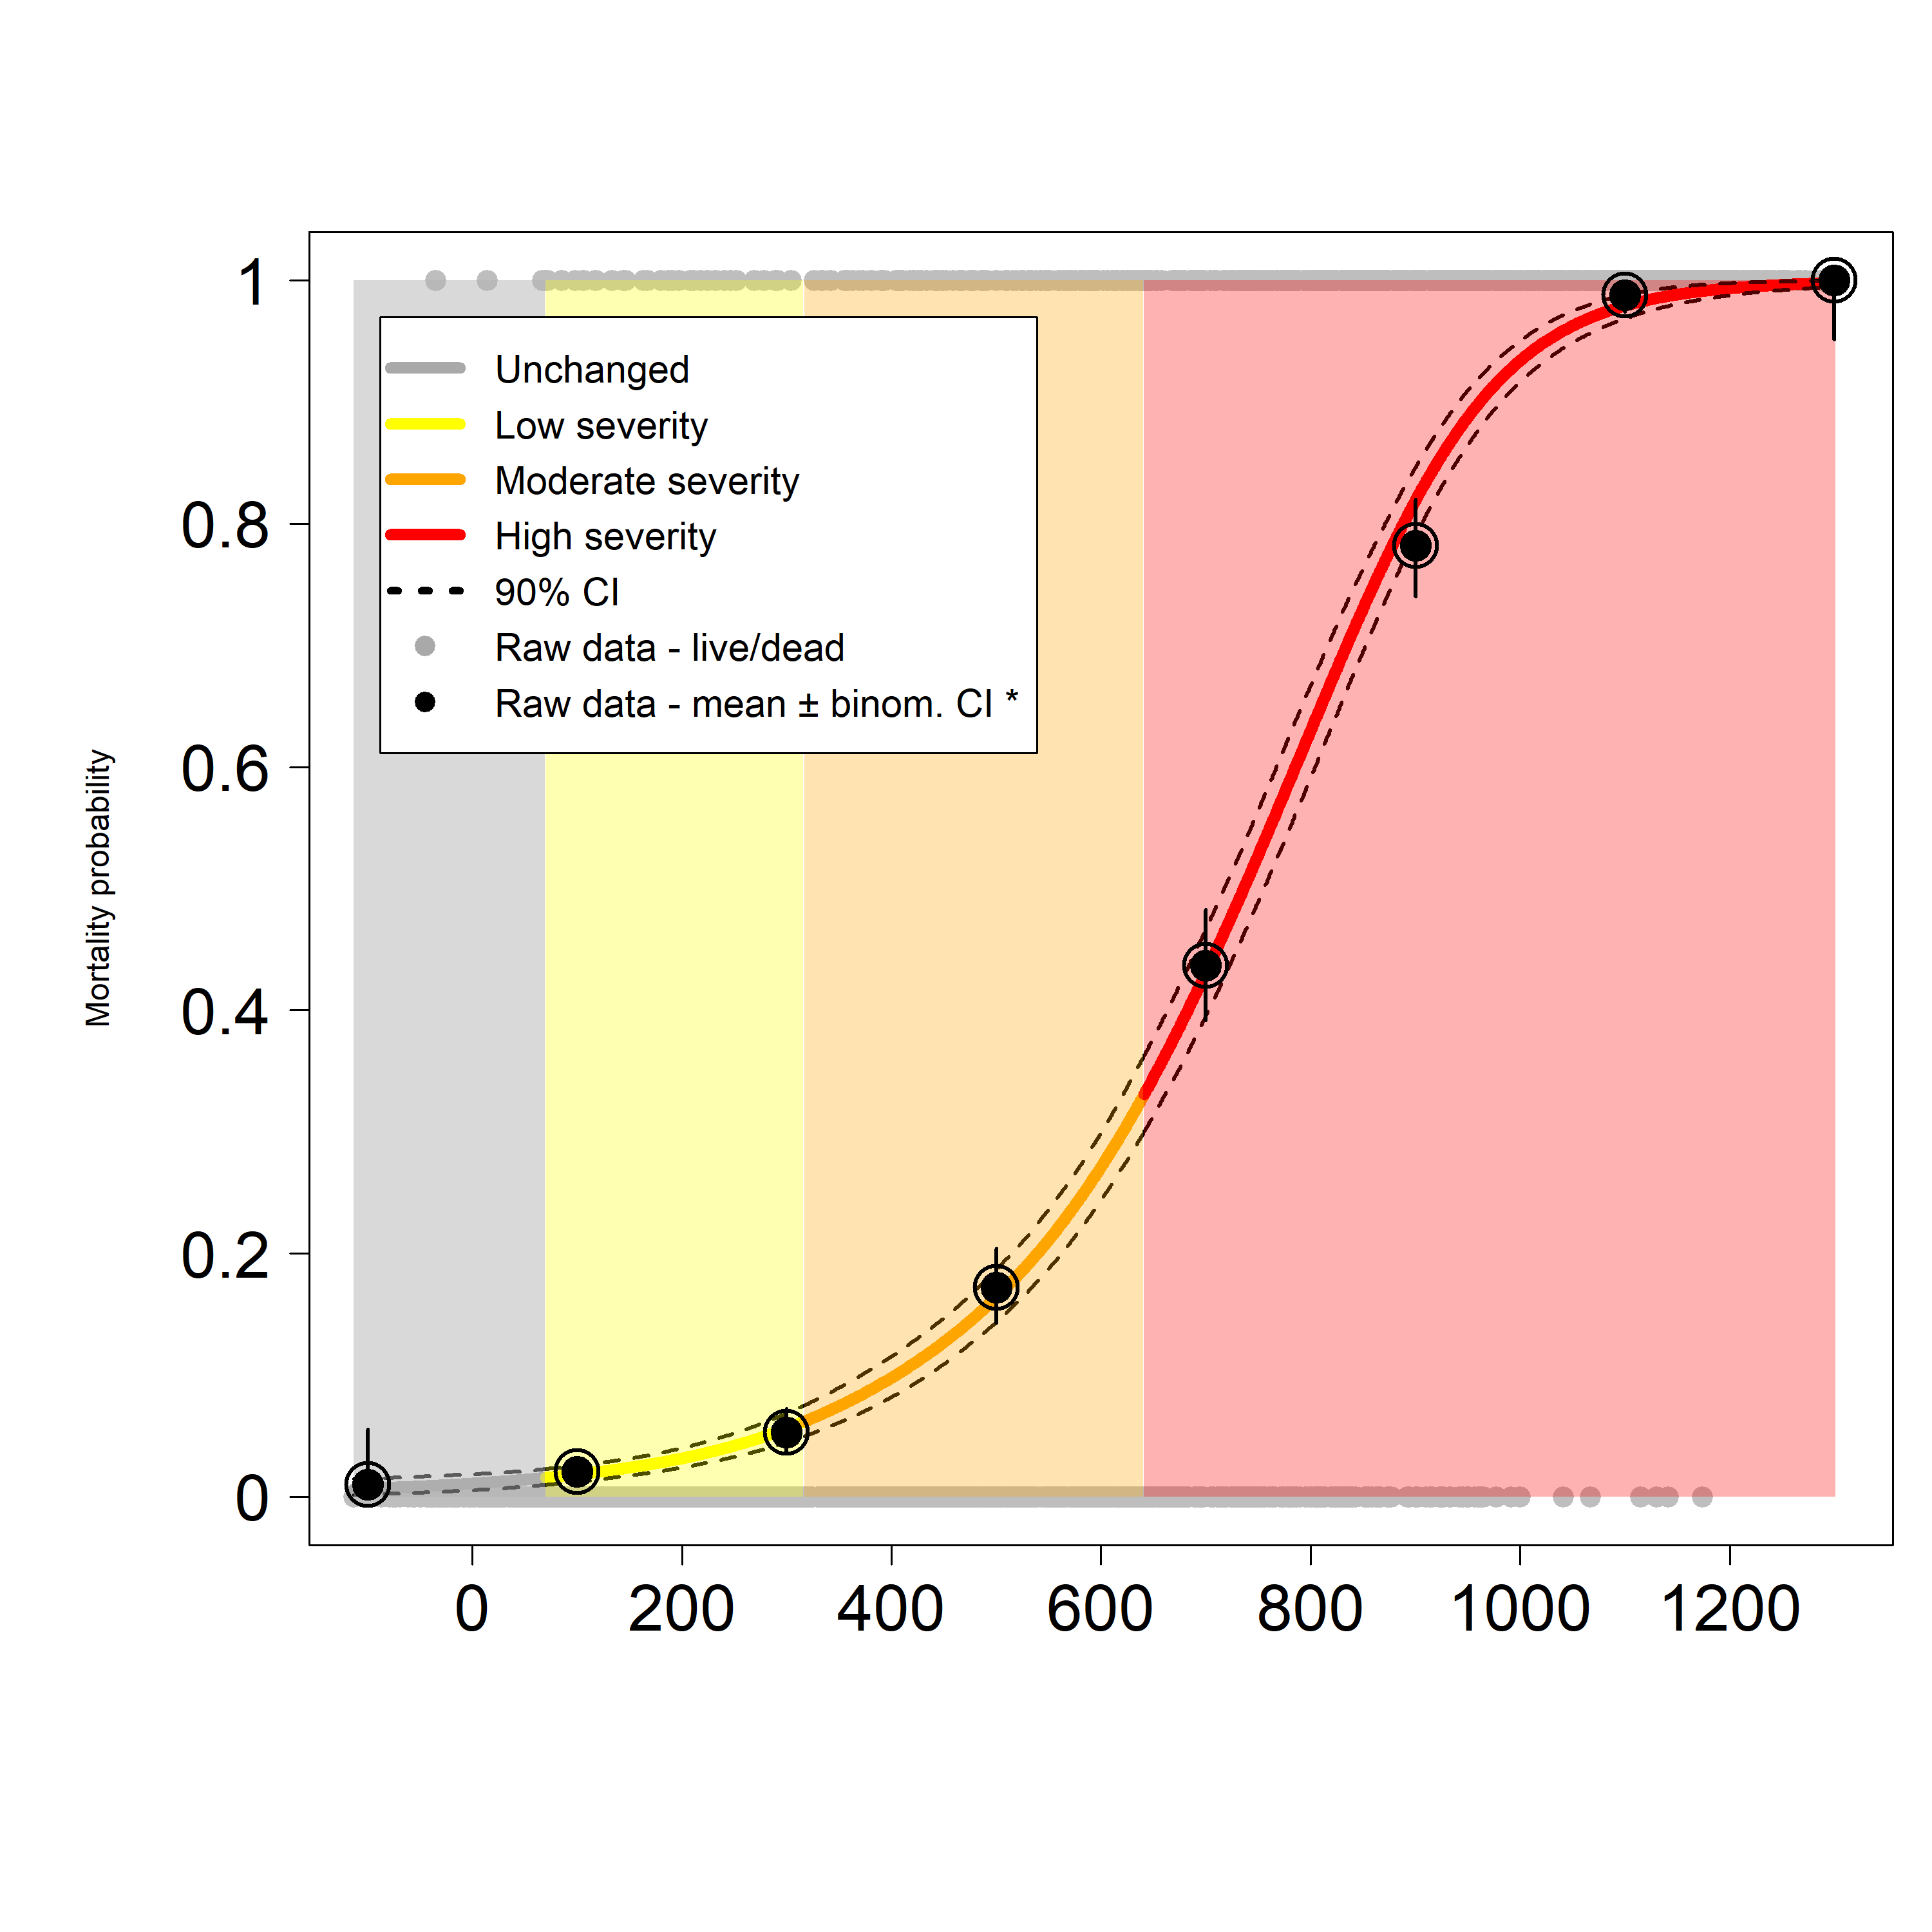 1
0.8
0.6
0.4
0.2
0
Mortality probability
Unchanged
Low severity
Moderate severity
High severity
90% CI
Raw data - live/dead
Raw data - mean ± binom. CI *
0 200 400 600 800 1000 1200